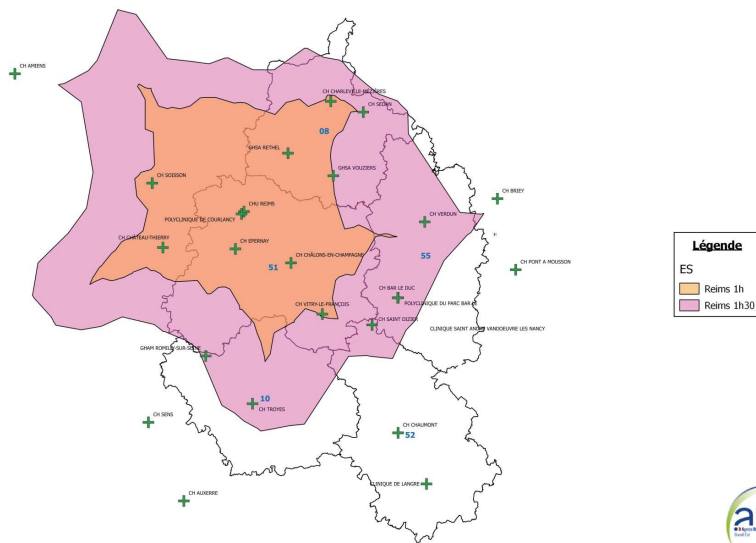 CH AMIENS
CH CHARLEVILLE-MÉZIÈRES
CH SEDAN
08
GHSA RETHEL
GHSA VOUZIERS
CH SOISSON
CH BRIEY
CHU REIMS
POLYCLINIQUE DE COURLANCY
CH VERDUN
CH CHÂTEAU-THIERRY
CH EPERNAY
55
CH CHÂLONS-EN-CHAMPAGNE
51
CH PONT A MOUSSON
CH BAR LE DUC
POLYCLINIQUE DU PARC BAR
CH VITRY-LE-FRANÇOIS
CH SAINT DIZIER
CLINIQUE SAINT ANDRÉ VANDOEUVRE LES NANCY
GHAM ROMILLY-SUR-SEINE
10
CH TROYES
CH SENS
CH CHAUMONT
52
CLINIQUE DE LANGRE
CH AUXERRE
Légende
ES
Reims 1h
Reims 1h30